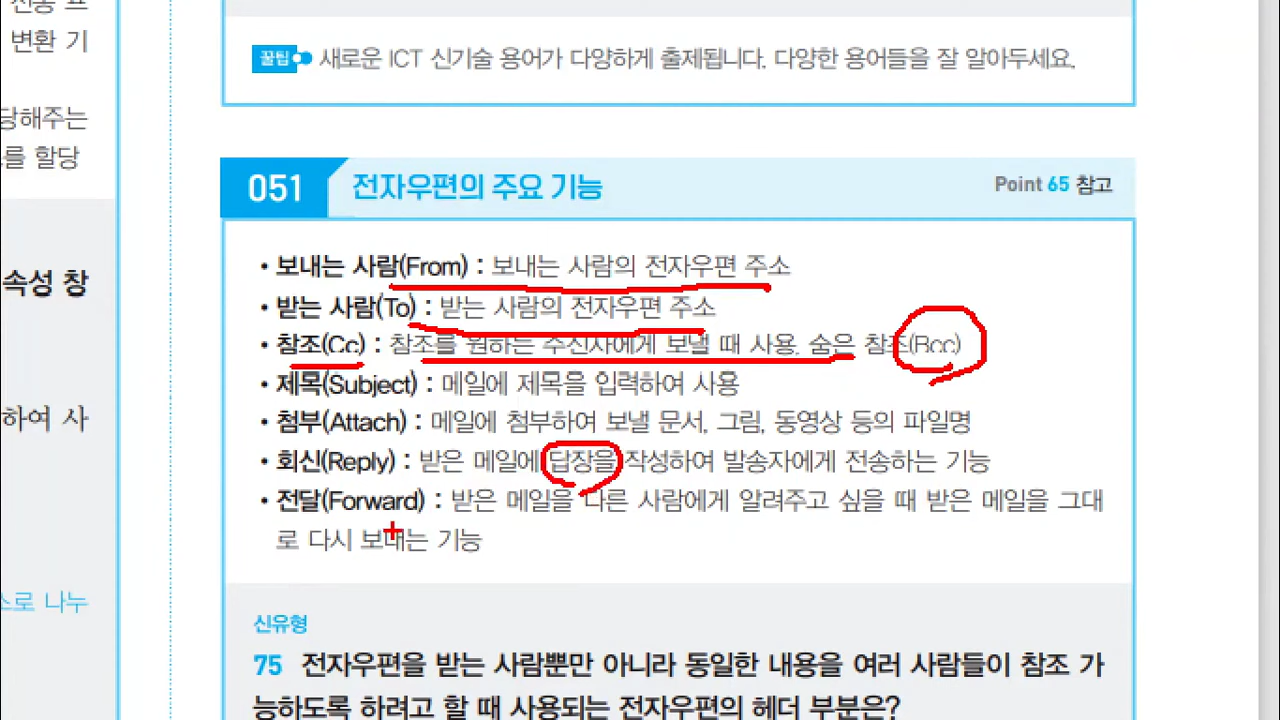 변환 기
당해주는
를 할당
속성 창
하여 사
스로 나누
꿀팁 새로운 ICT 신기술 용어가 다양하게 출제됩니다. 다양한 용어들을 잘 알아두세요.
051 전자우편의 주요 기능 Point 65 참고
• 보내는 사람(From) : 보내는 사람의 전자우편 주소
• 받는 사람(To) : 받는 사람의 전자우편 주소
• 참조(Cc) : 참조를 원하는 수신자에게 보낼 때 사용, 숨은 참조(Bcc)
• 제목(Subject) : 메일에 제목을 입력하여 사용
• 첨부(Attach) : 메일에 첨부하여 보낼 문서, 그림, 동영상 등의 파일명
• 회신(Reply) : 받은 메일에 답장을 작성하여 발송자에게 전송하는 기능
• 전달(Forward) : 받은 메일을 다른 사람에게 알려주고 싶을 때 받은 메일을 그대
로 다시 보내는 기능
신유형
75 전자우편을 받는 사람뿐만 아니라 동일한 내용을 여러 사람들이 참조 가
능하도록 하려고 할 때 사용되는 전자우편의 헤더 부분은?